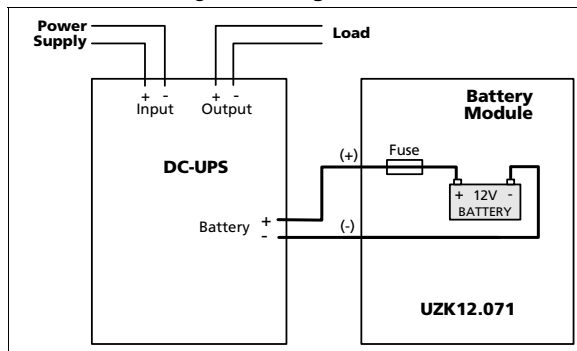 Power
Supply
Load
+ - + -
Input Output
Battery
Module
DC-UPS
(+) Fuse
+ 12V -
BATTERY
Battery +
-
(-)
UZK12.071